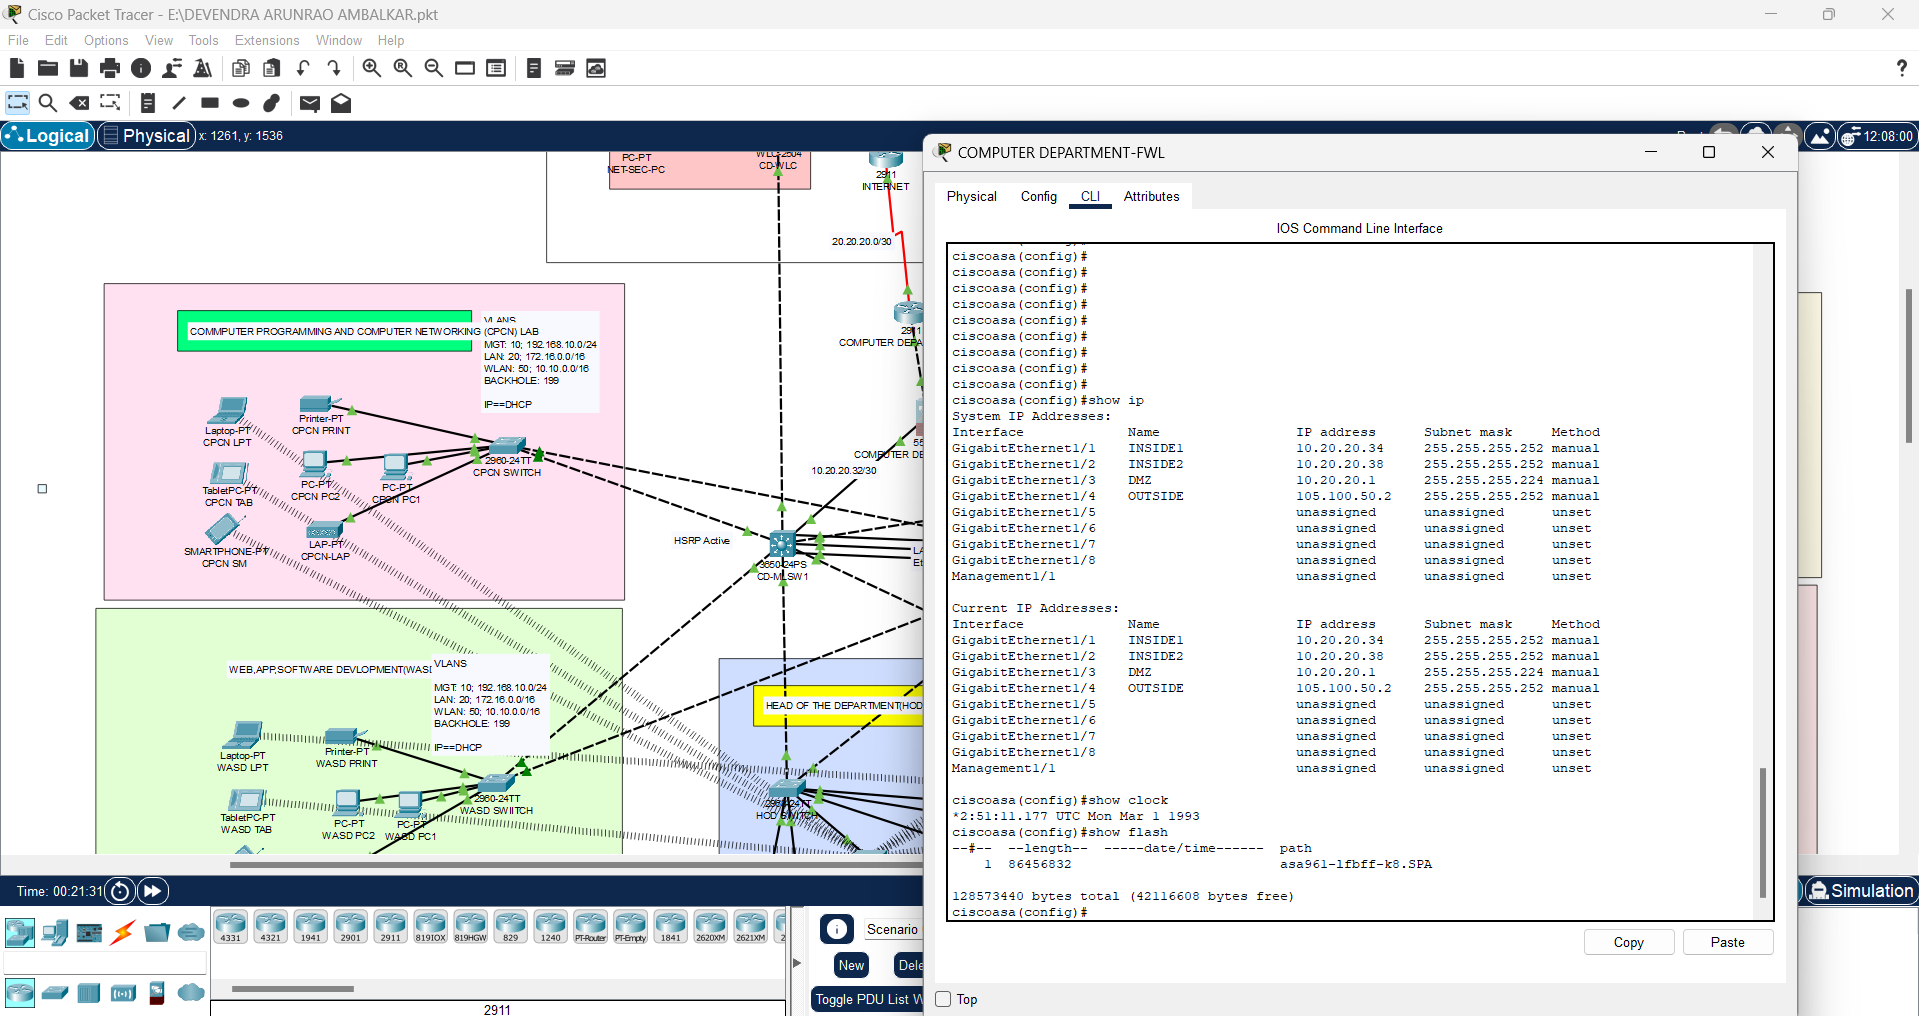 Cisco Packet Tracer - E:\DEVENDRA ARUNRAO AMBALKAR.pkt
File Edit Options View Tools Extensions Window Help
Logical Physical x: 1261, y: 1536
12:08:00
PC-PT
NET-SEC-PC
WLC-2504
CD-WLC
2911
INTERNET
20.20.20.0/30
2911
COMPUTER DEPA
COMPUTER DE
10.20.20.32/30
COMMPUTER PROGRAMMING AND COMPUTER NETWORKING (CPCN) LAB
VLANS
MGT: 10; 192.168.10.0/24
LAN: 20; 172.16.0.0/16
WLAN: 50; 10.10.0.0/16
BACKHOLE: 199
IP==DHCP
Laptop-PT
CPCN LPT
Printer-PT
CPCN PRINT
TabletPC-PT
CPCN TAB
PC-PT
CPCN PC2
PC-PT
CPCN PC1
2960-24TT
CPCN SWITCH
SMARTPHONE-PT
CPCN SM
LAP-PT
CPCN-LAP
HSRP Active
3650-24PS
CD-MLSW1
WEB,APP,SOFTWARE DEVLOPMENT(WASD
VLANS
MGT: 10; 192.168.10.0/24
LAN: 20; 172.16.0.0/16
WLAN: 50; 10.10.0.0/16
BACKHOLE: 199
IP==DHCP
Laptop-PT
WASD LPT
Printer-PT
WASD PRINT
TabletPC-PT
WASD TAB
PC-PT
WASD PC2
PC-PT
WASD PC1
2960-24TT
WASD SWIITCH
HEAD OF THE DEPARTMENT(HOD
2960-24TT
HOD SWITCH
COMPUTER DEPARTMENT-FWL
Physical Config CLI Attributes
IOS Command Line Interface
ciscoasa(config)#
ciscoasa(config)#
ciscoasa(config)#
ciscoasa(config)#
ciscoasa(config)#
ciscoasa(config)#
ciscoasa(config)#
ciscoasa(config)#
ciscoasa(config)#
ciscoasa(config)#show ip
System IP Addresses:
Interface Name IP address Subnet mask Method
GigabitEthernet1/1 INSIDE1 10.20.20.34 255.255.255.252 manual
GigabitEthernet1/2 INSIDE2 10.20.20.38 255.255.255.252 manual
GigabitEthernet1/3 DMZ 10.20.20.1 255.255.255.224 manual
GigabitEthernet1/4 OUTSIDE 105.100.50.2 255.255.255.252 manual
GigabitEthernet1/5 unassigned unassigned unset
GigabitEthernet1/6 unassigned unassigned unset
GigabitEthernet1/7 unassigned unassigned unset
GigabitEthernet1/8 unassigned unassigned unset
Management1/1 unassigned unassigned unset
Current IP Addresses:
Interface Name IP address Subnet mask Method
GigabitEthernet1/1 INSIDE1 10.20.20.34 255.255.255.252 manual
GigabitEthernet1/2 INSIDE2 10.20.20.38 255.255.255.252 manual
GigabitEthernet1/3 DMZ 10.20.20.1 255.255.255.224 manual
GigabitEthernet1/4 OUTSIDE 105.100.50.2 255.255.255.252 manual
GigabitEthernet1/5 unassigned unassigned unset
GigabitEthernet1/6 unassigned unassigned unset
GigabitEthernet1/7 unassigned unassigned unset
GigabitEthernet1/8 unassigned unassigned unset
Management1/1 unassigned unassigned unset
ciscoasa(config)#show clock
*2:51:11.177 UTC Mon Mar 1 1993
ciscoasa(config)#show flash
--#-- --length-- -----date/time------ path
1 86456832 asa961-lfbff-k8.SPA
128573440 bytes total (42116608 bytes free)
ciscoasa(config)#
Copy Paste
Top
Time: 00:21:31
Simulation
4331 4321 1941 2901 2911 819IOX 819HGW 829 1240 PT-Router PT-Empty 1841 2620XM 2621XM 2
2911
Scenario
New Dele
Toggle PDU List W